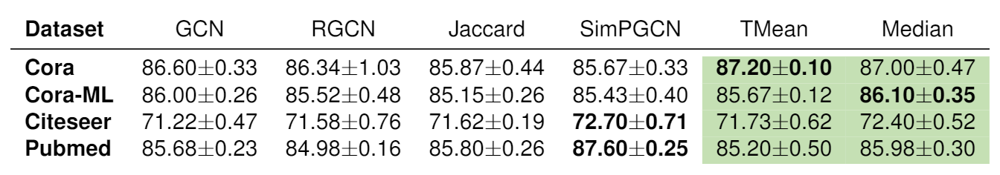 Dataset GCN RGCN Jaccard SimPGCN TMean Median
Cora 86.60±0.33 86.34±1.03 85.87±0.44 85.67±0.33 87.20±0.10 87.00±0.47
Cora-ML 86.00±0.26 85.52±0.48 85.15±0.26 85.43±0.40 85.67±0.12 86.10±0.35
Citeseer 71.22±0.47 71.58±0.76 71.62±0.19 72.70±0.71 71.73±0.62 72.40±0.52
Pubmed 85.68±0.23 84.98±0.16 85.80±0.26 87.60±0.25 85.20±0.50 85.98±0.30